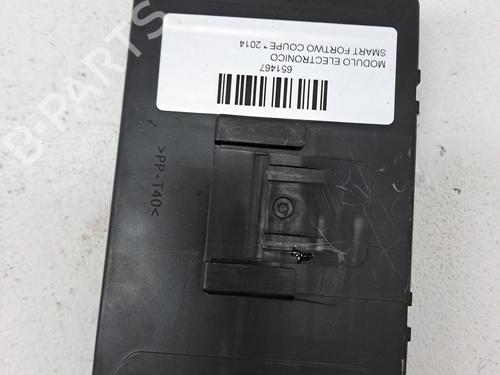 651467
MODULO ELECTRONICO
SMART FORTWO COUPE * 2014
>PP-T40<
B-PARTS